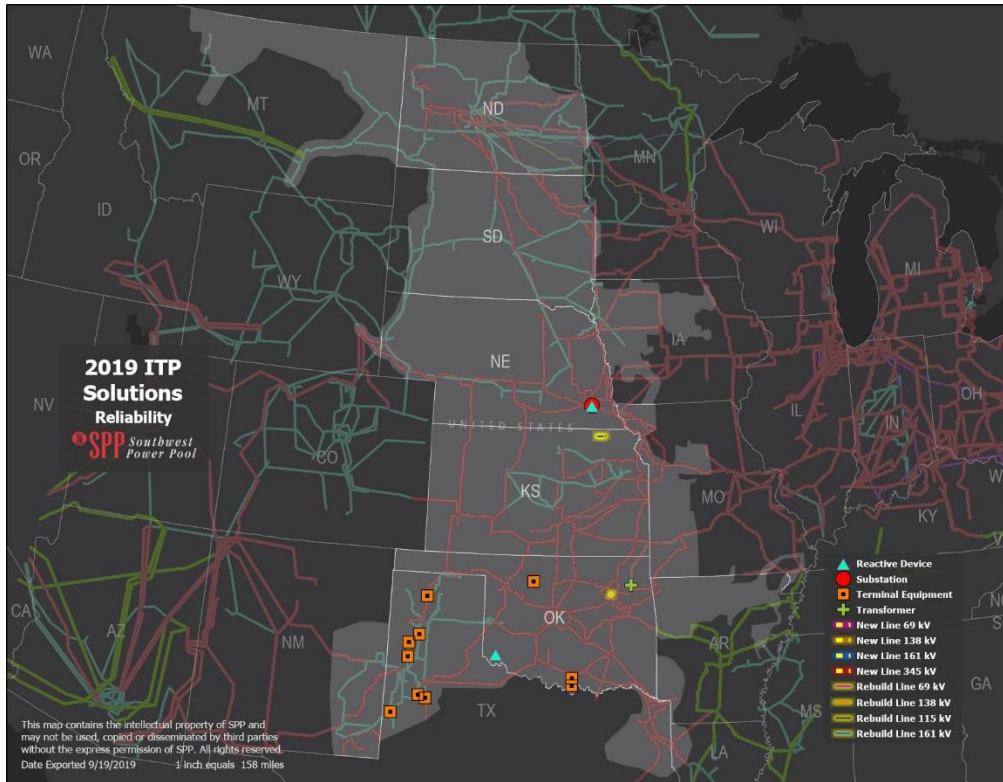 WA
MT
ND
MN
OR
ID
SD
WI
WY
MI
2019 ITP
Solutions
Reliability
SPP Southwest
Power Pool
NE
IA
NV
IL
IN
OH
UNITED STATES
CO
KS
MO
KY
CA
AZ
NM
OK
AR
TX
MS
LA
GA
Reactive Device
Substation
Terminal Equipment
Transformer
New Line 69 kV
New Line 138 kV
New Line 161 kV
New Line 345 kV
Rebuild Line 69 kV
Rebuild Line 138 kV
Rebuild Line 115 kV
Rebuild Line 161 kV
This map contains the intellectual property of SPP and
may not be used, copied or disseminated by third parties
without the express permission of SPP. All rights reserved.
Date Exported 9/19/2019 1 inch equals 158 miles